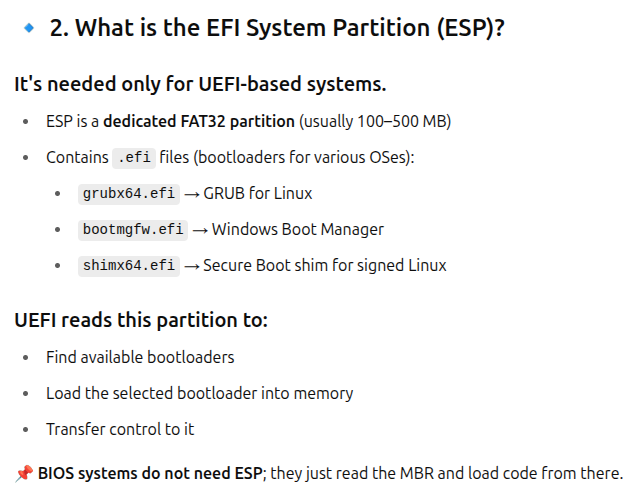 🔹 2. What is the EFI System Partition (ESP)?
It's needed only for UEFI-based systems.
• ESP is a dedicated FAT32 partition (usually 100–500 MB)
• Contains .efi files (bootloaders for various OSes):
• grubx64.efi → GRUB for Linux
• bootmgfw.efi → Windows Boot Manager
• shimx64.efi → Secure Boot shim for signed Linux
UEFI reads this partition to:
• Find available bootloaders
• Load the selected bootloader into memory
• Transfer control to it
📌 BIOS systems do not need ESP; they just read the MBR and load code from there.